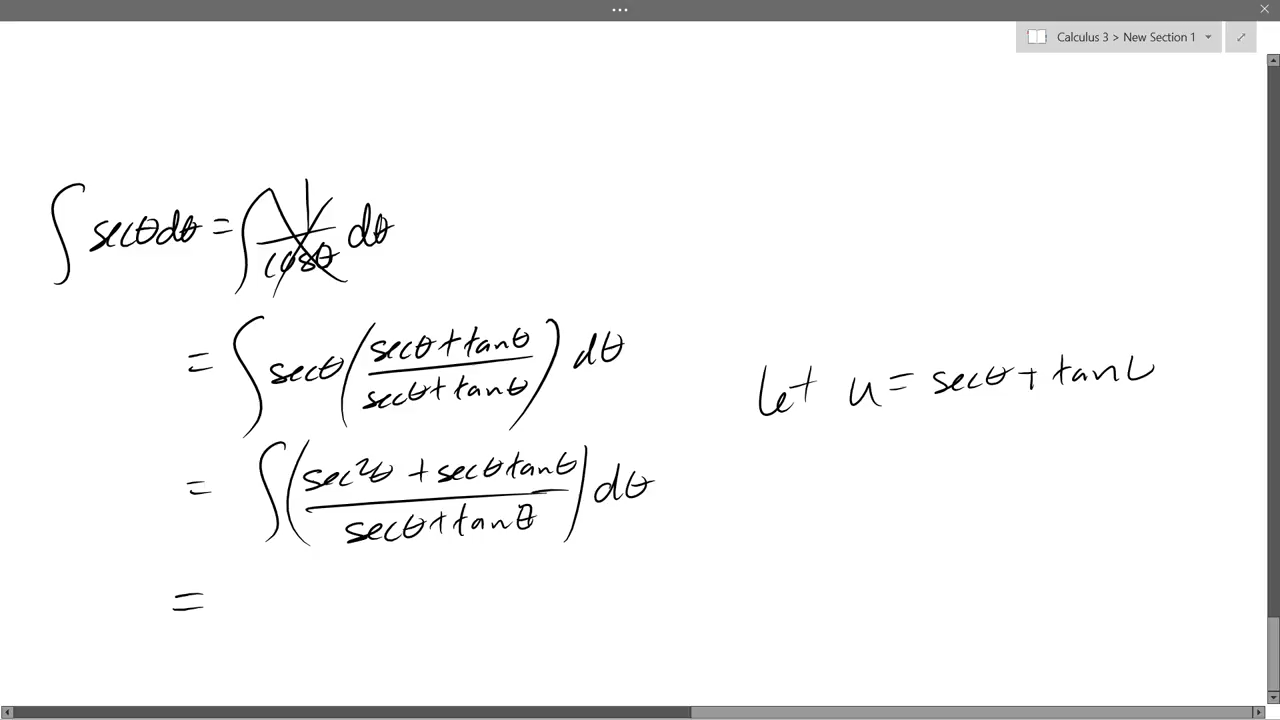 ...
Calculus 3 > New Section 1
∫ secθdθ = ∫ 1/cosθ dθ
= ∫ secθ (secθ + tanθ / secθ + tanθ) dθ
let u = secθ + tan
= ∫ (sec²θ + secθtanθ / secθ + tanθ) dθ
=